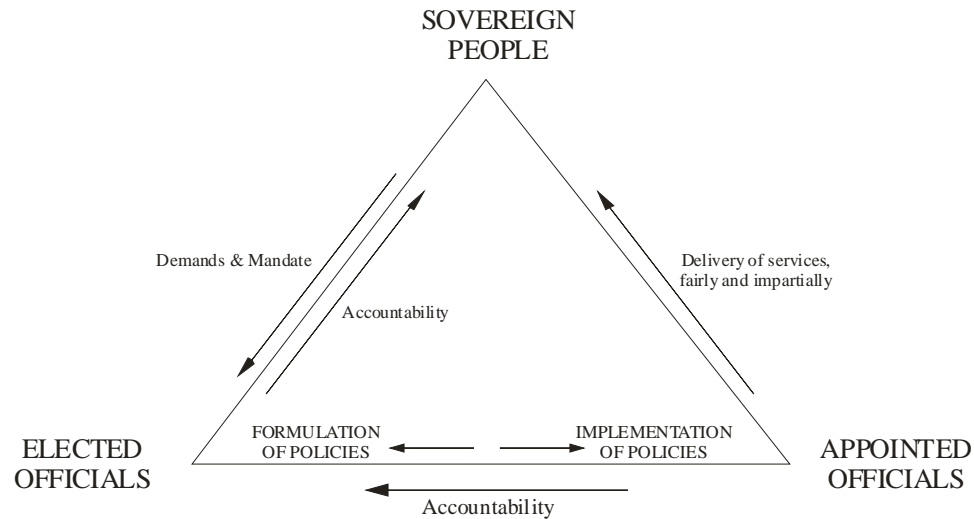 SOVEREIGN
PEOPLE
Demands & Mandate
Delivery of services,
fairly and impartially
Accountability
FORMULATION
OF POLICIES
IMPLEMENTATION
OF POLICIES
ELECTED
OFFICIALS
APPOINTED
OFFICIALS
Accountability